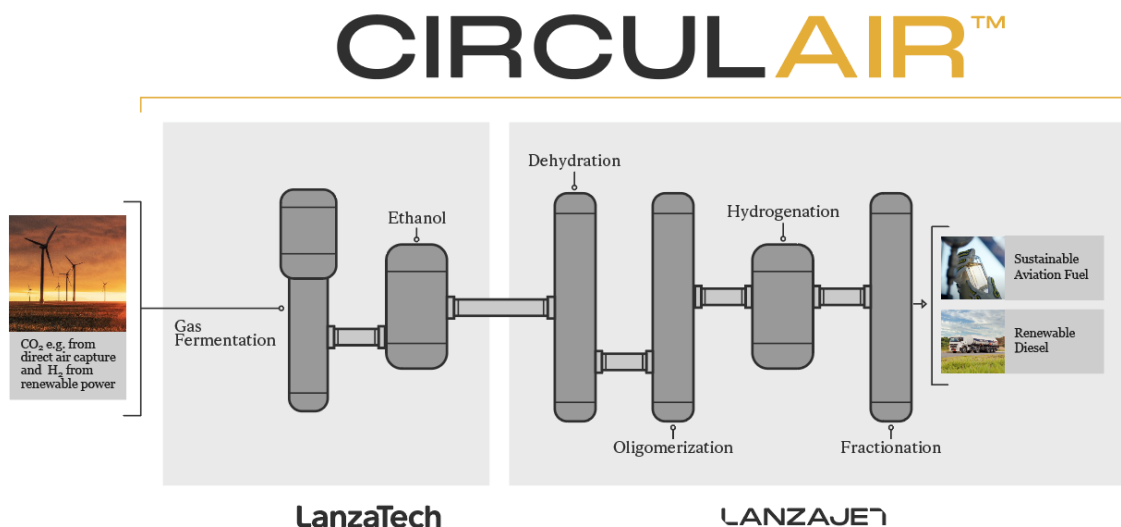 CIRCULAIR™
Dehydration
Ethanol
Hydrogenation
Sustainable
Aviation Fuel
Gas
Fermentation
CO₂ e.g. from
direct air capture
and H₂ from
renewable power
Renewable
Diesel
Oligomerization
Fractionation
LanzaTech
LANZAJET